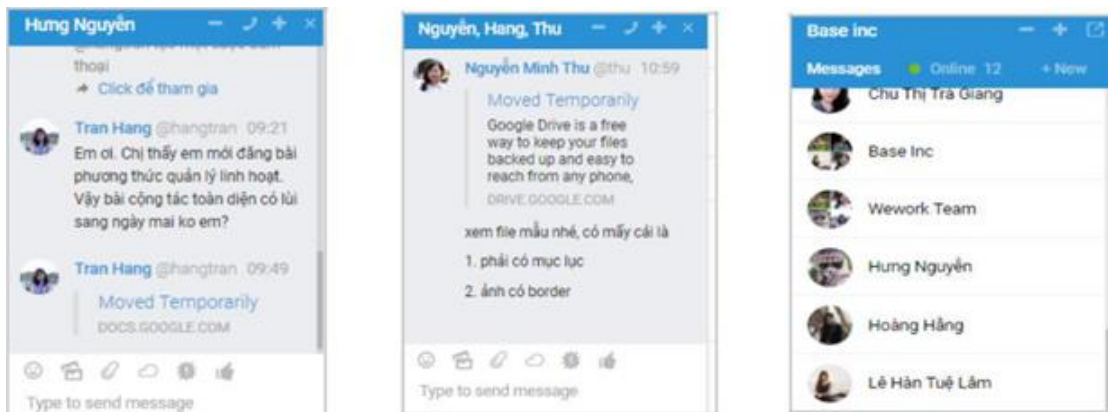 Hưng Nguyễn
thoại
Click để tham gia
Tran Hang @hangtran 09:21
Em ơi. Chị thấy em mới đăng bài
phương thức quản lý linh hoạt.
Vậy bài cộng tác toàn diện có lùi
sang ngày mai ko em?
Tran Hang @hangtran 09:49
Moved Temporarily
DOCS.GOOGLE.COM
Type to send message
Nguyễn, Hang, Thu
Nguyễn Minh Thu @thu 10:59
Moved Temporarily
Google Drive is a free
way to keep your files
backed up and easy to
reach from any phone,
DRIVE.GOOGLE.COM
xem file mẫu nhé, có mấy cái là
1. phải có mục lục
2. ảnh có border
Type to send message
Base inc
Messages Online 12 + New
Chu Thị Trà Giang
Base Inc
Wework Team
Hưng Nguyễn
Hoàng Hằng
Lê Hàn Tuệ Lâm